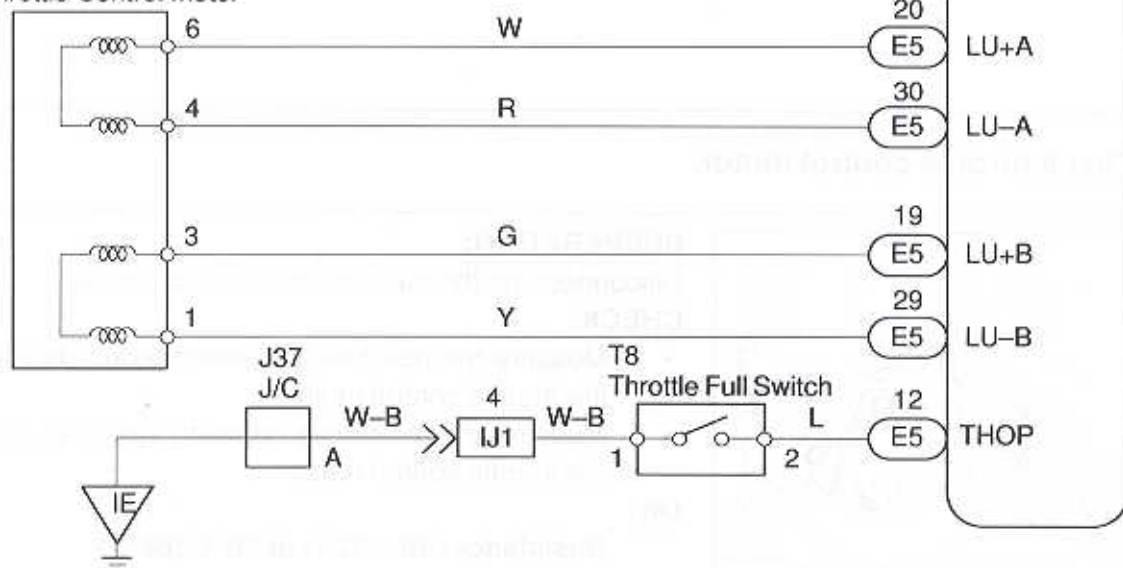 Control Motor
6 W 20 E5 LU+A
4 R 30 E5 LU–A
3 G 19 E5 LU+B
1 Y 29 E5 LU–B
J37 T8
J/C Throttle Full Switch
W–B 4 W–B L 12
IJ1 E5 THOP
A 1 2
IE